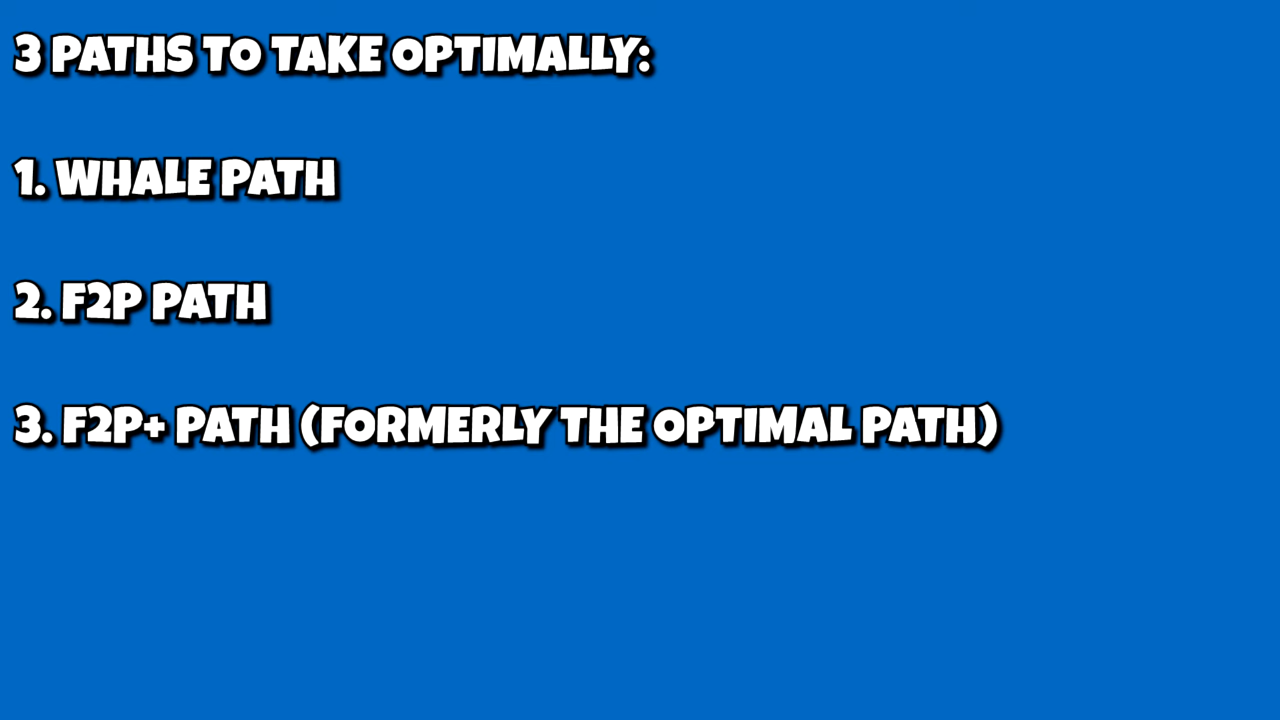 3 PATHS TO TAKE OPTIMALLY:
1. WHALE PATH
2. F2P PATH
3. F2P+ PATH (FORMERLY THE OPTIMAL PATH)